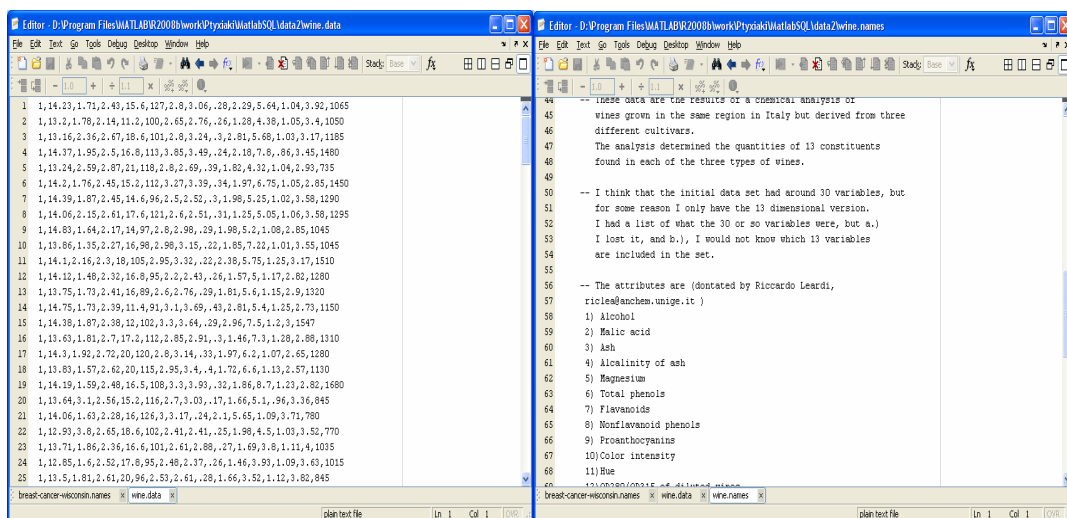 Editor - D:\Program Files\MATLAB\R2008b\work\Ptyxiaki\MatlabSQL\data2\wine.data
File Edit Text Go Tools Debug Desktop Window Help
Stack: Base fx
1.0 + ÷ 1.1 ×
1 1,14.23,1.71,2.43,15.6,127,2.8,3.06,.28,2.29,5.64,1.04,3.92,1065
2 1,13.2,1.78,2.14,11.2,100,2.65,2.76,.26,1.28,4.38,1.05,3.4,1050
3 1,13.16,2.36,2.67,18.6,101,2.8,3.24,.3,2.81,5.68,1.03,3.17,1185
4 1,14.37,1.95,2.5,16.8,113,3.85,3.49,.24,2.18,7.8,.86,3.45,1480
5 1,13.24,2.59,2.87,21,118,2.8,2.69,.39,1.82,4.32,1.04,2.93,735
6 1,14.2,1.76,2.45,15.2,112,3.27,3.39,.34,1.97,6.75,1.05,2.85,1450
7 1,14.39,1.87,2.45,14.6,96,2.5,2.52,.3,1.98,5.25,1.02,3.58,1290
8 1,14.06,2.15,2.61,17.6,121,2.6,2.51,.31,1.25,5.05,1.06,3.58,1295
9 1,14.83,1.64,2.17,14,97,2.8,2.98,.29,1.98,5.2,1.08,2.85,1045
10 1,13.86,1.35,2.27,16,98,2.98,3.15,.22,1.85,7.22,1.01,3.55,1045
11 1,14.1,2.16,2.3,18,105,2.95,3.32,.22,2.38,5.75,1.25,3.17,1510
12 1,14.12,1.48,2.32,16.8,95,2.2,2.43,.26,1.57,5,1.17,2.82,1280
13 1,13.75,1.73,2.41,16,89,2.6,2.76,.29,1.81,5.6,1.15,2.9,1320
14 1,14.75,1.73,2.39,11.4,91,3.1,3.69,.43,2.81,5.4,1.25,2.73,1150
15 1,14.38,1.87,2.38,12,102,3.3,3.64,.29,2.96,7.5,1.2,3,1547
16 1,13.63,1.81,2.7,17.2,112,2.85,2.91,.3,1.46,7.3,1.28,2.88,1310
17 1,14.3,1.92,2.72,20,120,2.8,3.14,.33,1.97,6.2,1.07,2.65,1280
18 1,13.83,1.57,2.62,20,115,2.95,3.4,.4,1.72,6.6,1.13,2.57,1130
19 1,14.19,1.59,2.48,16.5,108,3.3,3.93,.32,1.86,8.7,1.23,2.82,1680
20 1,13.64,3.1,2.56,15.2,116,2.7,3.03,.17,1.66,5.1,.96,3.36,845
21 1,14.06,1.63,2.28,16,126,3,3.17,.24,2.1,5.65,1.09,3.71,780
22 1,12.93,3.8,2.65,18.6,102,2.41,2.41,.25,1.98,4.5,1.03,3.52,770
23 1,13.71,1.86,2.36,16.6,101,2.61,2.88,.27,1.69,3.8,1.11,4,1035
24 1,12.85,1.6,2.52,17.8,95,2.48,2.37,.26,1.46,3.93,1.09,3.63,1015
25 1,13.5,1.81,2.61,20,96,2.53,2.61,.28,1.66,3.52,1.12,3.82,845
breast-cancer-wisconsin.names × wine.data ×
plain text file Ln 1 Col 1 OVR
Editor - D:\Program Files\MATLAB\R2008b\work\Ptyxiaki\MatlabSQL\data2\wine.names
File Edit Text Go Tools Debug Desktop Window Help
Stack: Base fx
1.0 + ÷ 1.1 ×
44 -- These data are the results of a chemical analysis of
45 wines grown in the same region in Italy but derived from three
46 different cultivars.
47 The analysis determined the quantities of 13 constituents
48 found in each of the three types of wines.
49
50 -- I think that the initial data set had around 30 variables, but
51 for some reason I only have the 13 dimensional version.
52 I had a list of what the 30 or so variables were, but a.)
53 I lost it, and b.), I would not know which 13 variables
54 are included in the set.
55
56 -- The attributes are (dontated by Riccardo Leardi,
57 riclea@anchem.unige.it )
58 1) Alcohol
59 2) Malic acid
60 3) Ash
61 4) Alcalinity of ash
62 5) Magnesium
63 6) Total phenols
64 7) Flavanoids
65 8) Nonflavanoid phenols
66 9) Proanthocyanins
67 10)Color intensity
68 11)Hue
69 12)OD280/OD315 of diluted wines
breast-cancer-wisconsin.names × wine.data × wine.names ×
plain text file Ln 1 Col 1 OVR